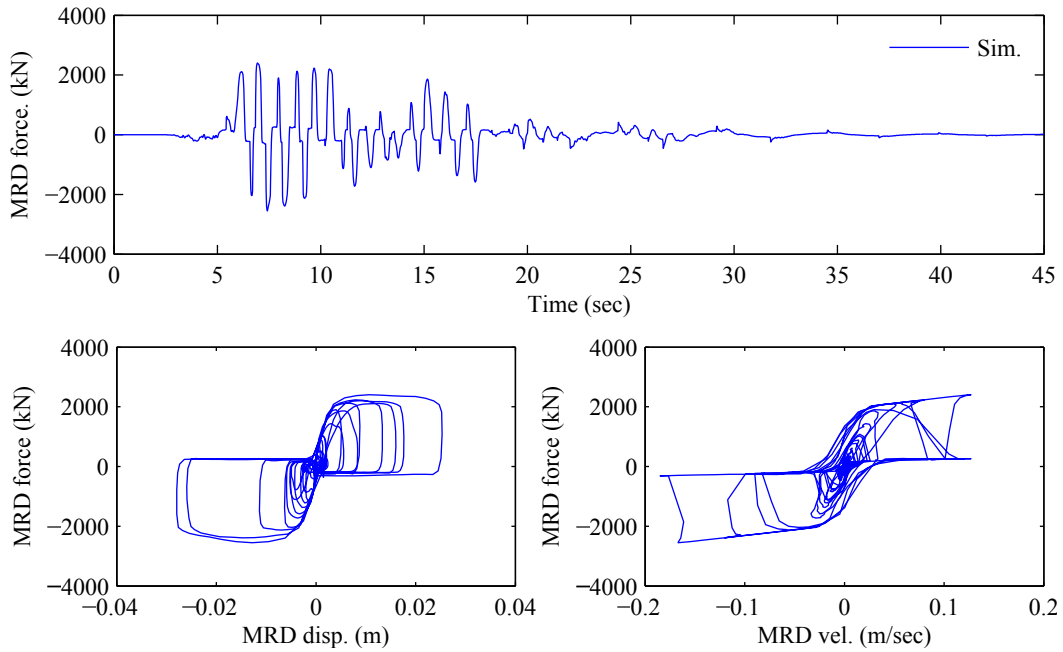 4000
2000
0
−2000
−4000
MRD force. (kN)
Sim.
0 5 10 15 20 25 30 35 40 45
Time (sec)
4000
2000
0
−2000
−4000
MRD force (kN)
−0.04 −0.02 0 0.02 0.04
MRD disp. (m)
4000
2000
0
−2000
−4000
MRD force (kN)
−0.2 −0.1 0 0.1 0.2
MRD vel. (m/sec)